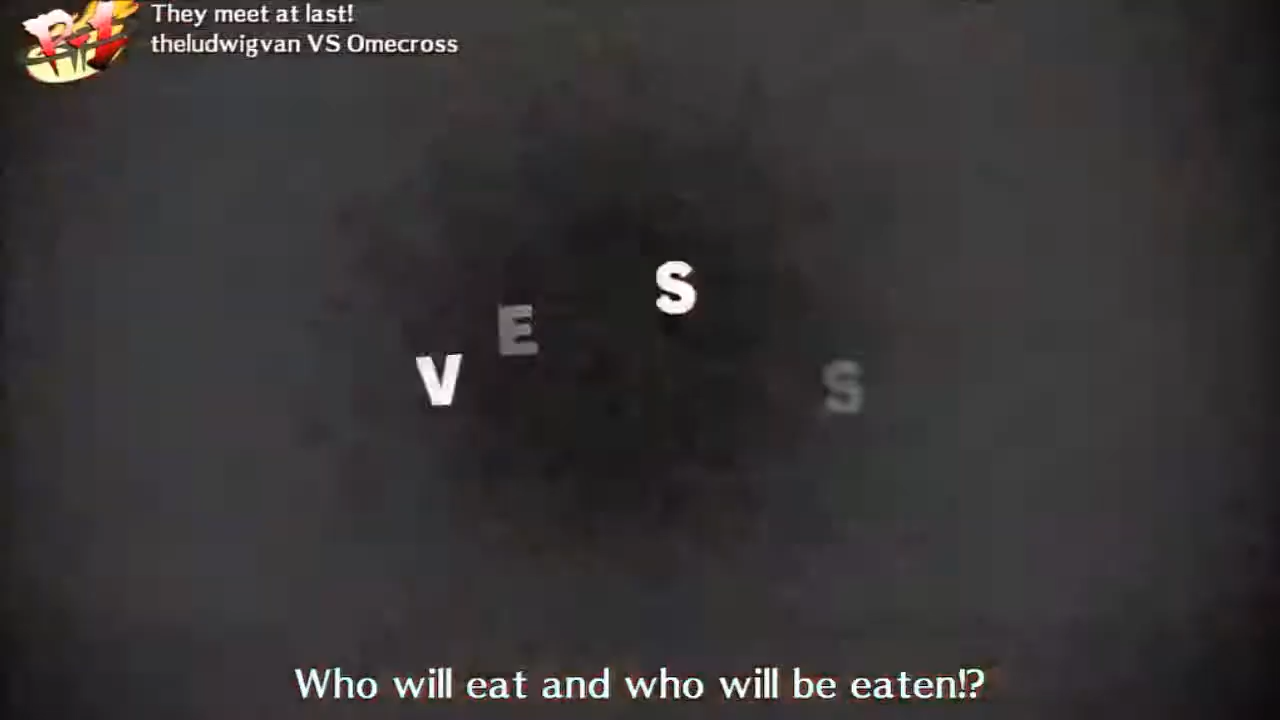 They meet at last!
theludwigvan VS Omecross
S
E
V
S
Who will eat and who will be eaten!?